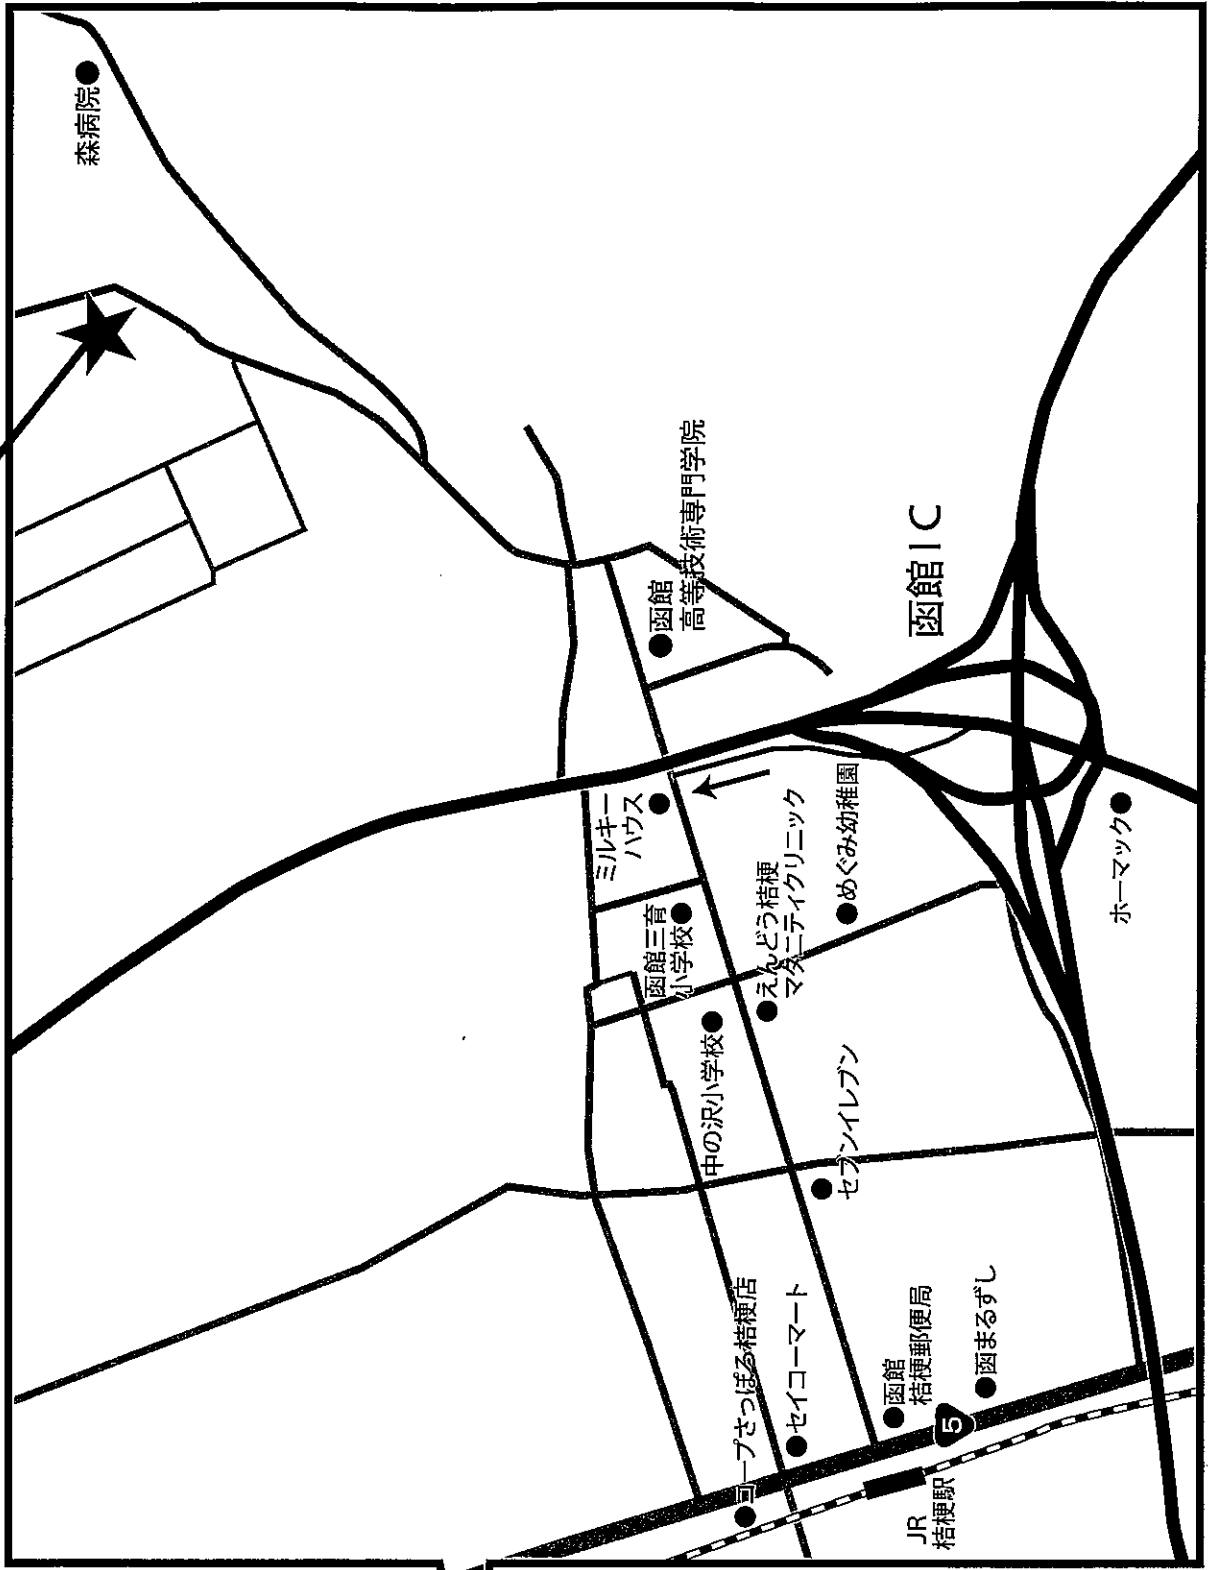 森病院
函館
高等技術専門学院
函館IC
ミルキー
ハウス
函館三育
小学校
えんどう桔梗
マタニティクリニック
めぐみ幼稚園
ホーマック
中の沢小学校
セブンイレブン
コープさっぽろ桔梗店
セイコーマート
函館
桔梗郵便局
函まるずし
5
JR
桔梗駅